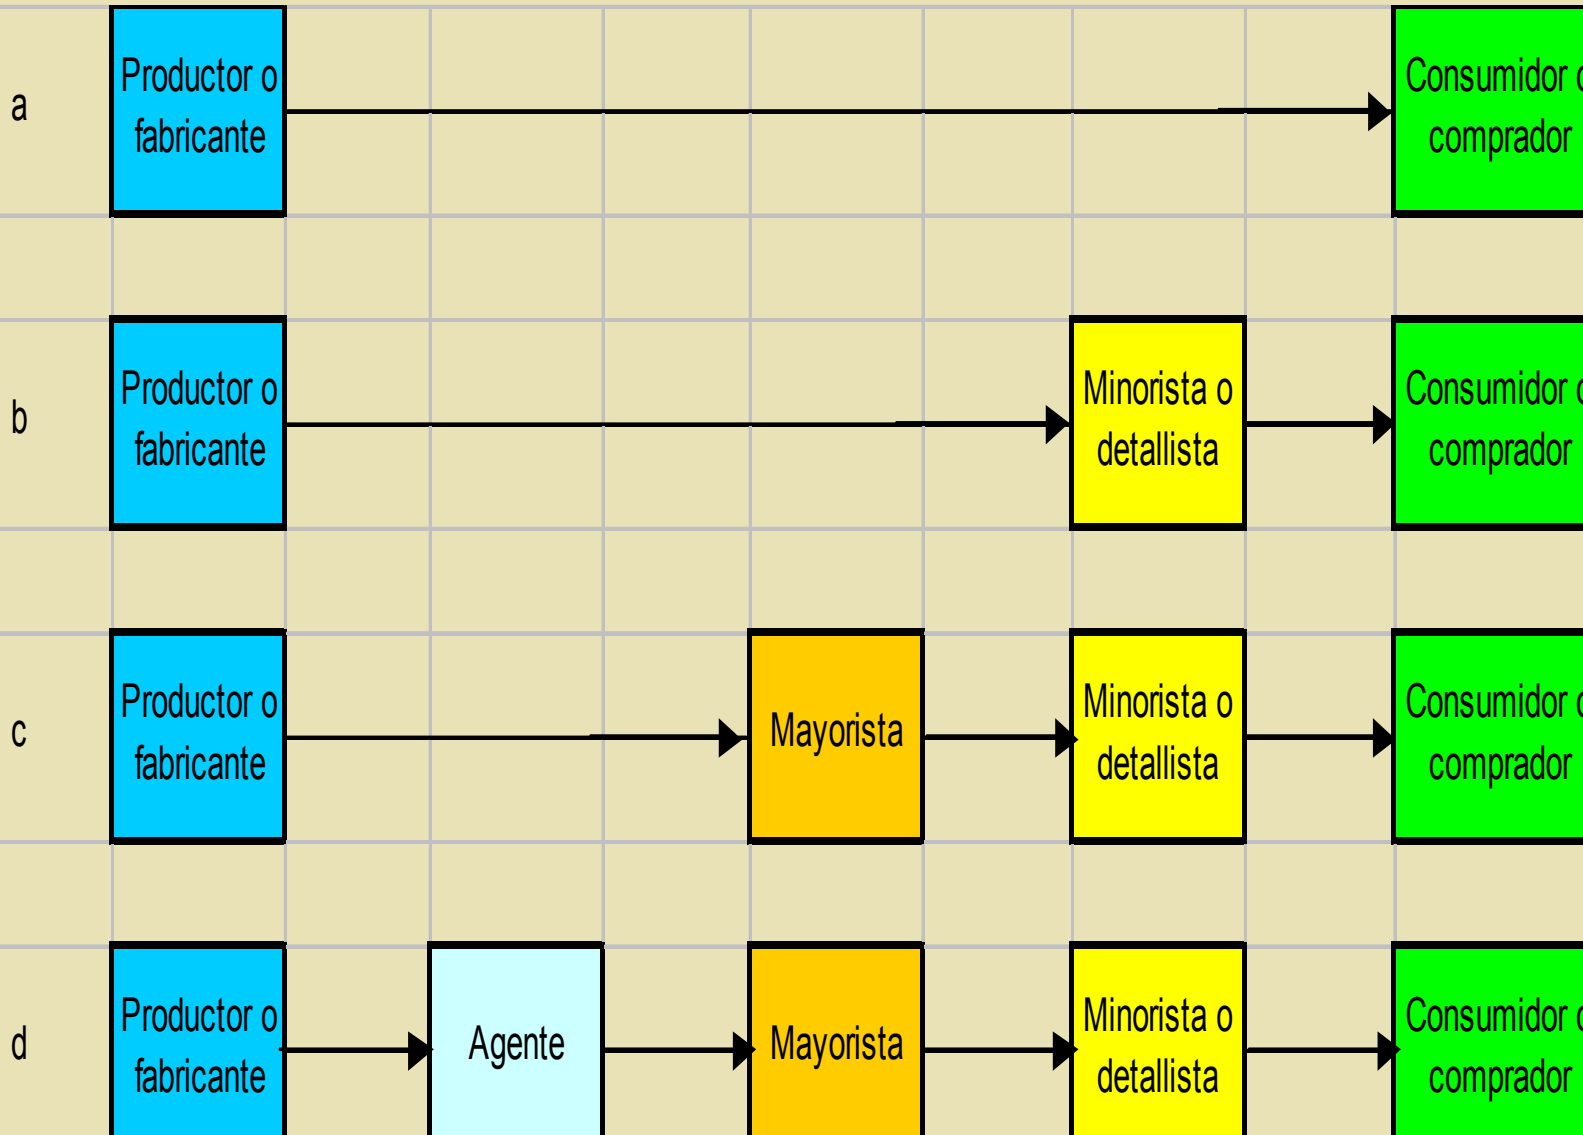 a
Productor o
fabricante
Consumidor o
comprador
b
Productor o
fabricante
Minorista o
detallista
Consumidor o
comprador
c
Productor o
fabricante
Mayorista
Minorista o
detallista
Consumidor o
comprador
d
Productor o
fabricante
Agente
Mayorista
Minorista o
detallista
Consumidor o
comprador